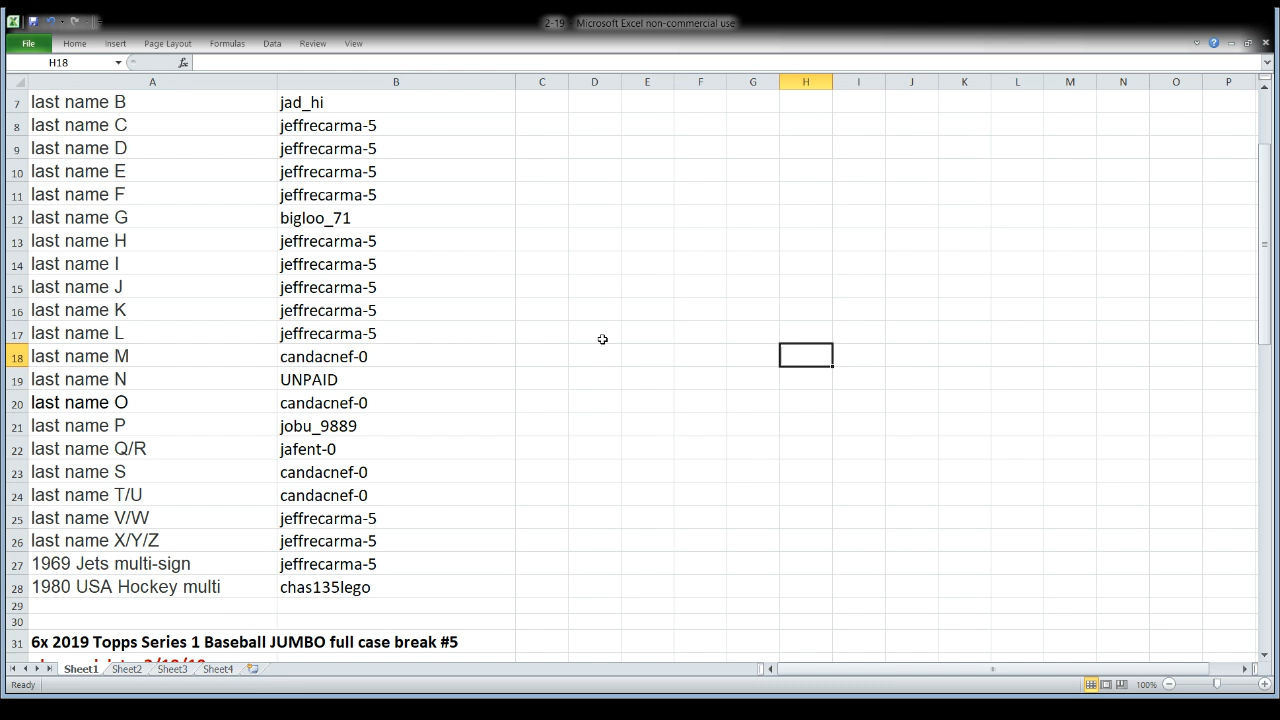 2-19 - Microsoft Excel non-commercial use
File Home Insert Page Layout Formulas Data Review View
H18 fx
A B C D E F G H I J K L M N O P
7 last name B jad_hi
8 last name C jeffrecarma-5
9 last name D jeffrecarma-5
10 last name E jeffrecarma-5
11 last name F jeffrecarma-5
12 last name G bigloo_71
13 last name H jeffrecarma-5
14 last name I jeffrecarma-5
15 last name J jeffrecarma-5
16 last name K jeffrecarma-5
17 last name L jeffrecarma-5
18 last name M candacnef-0
19 last name N UNPAID
20 last name O candacnef-0
21 last name P jobu_9889
22 last name Q/R jafent-0
23 last name S candacnef-0
24 last name T/U candacnef-0
25 last name V/W jeffrecarma-5
26 last name X/Y/Z jeffrecarma-5
27 1969 Jets multi-sign jeffrecarma-5
28 1980 USA Hockey multi chas135lego
29
30
31 6x 2019 Topps Series 1 Baseball JUMBO full case break #5
Sheet1 Sheet2 Sheet3 Sheet4
Ready 100%